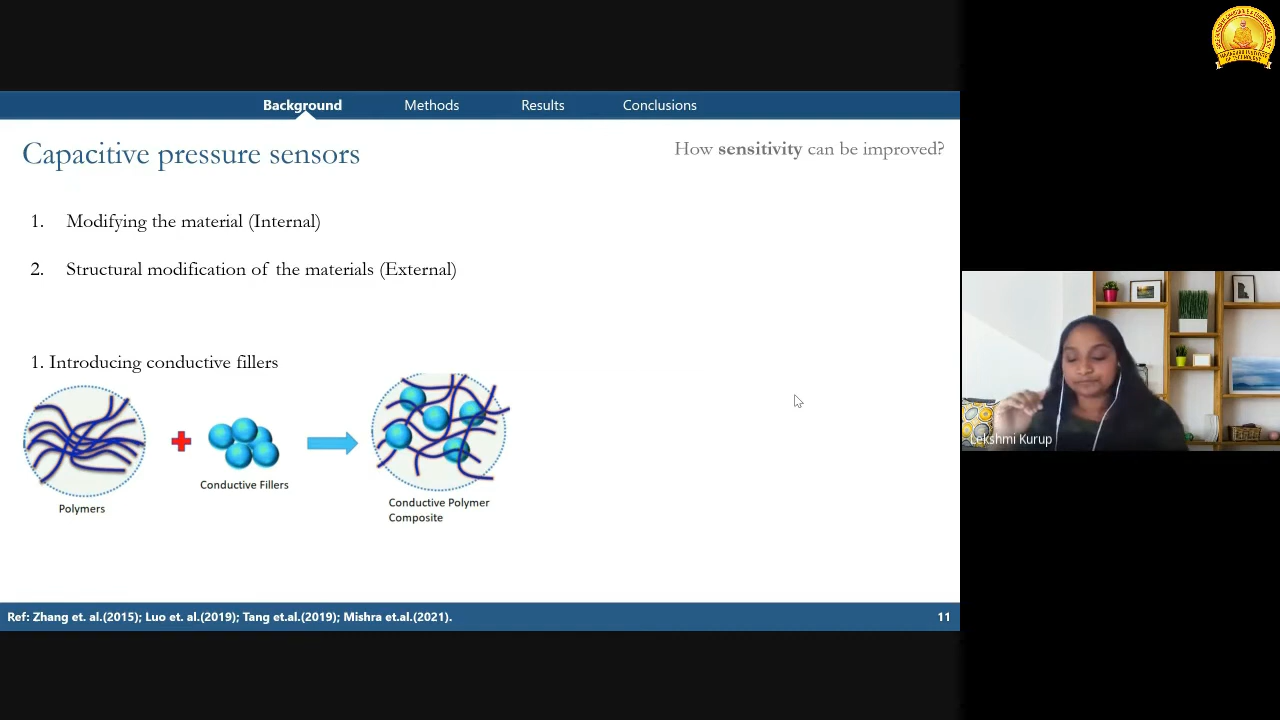 Background Methods Results Conclusions
Capacitive pressure sensors
How sensitivity can be improved?
1. Modifying the material (Internal)
2. Structural modification of the materials (External)
1. Introducing conductive fillers
Polymers
Conductive Fillers
Conductive Polymer
Composite
Ref: Zhang et. al.(2015); Luo et. al.(2019); Tang et.al.(2019); Mishra et.al.(2021).
11
Lekshmi Kurup